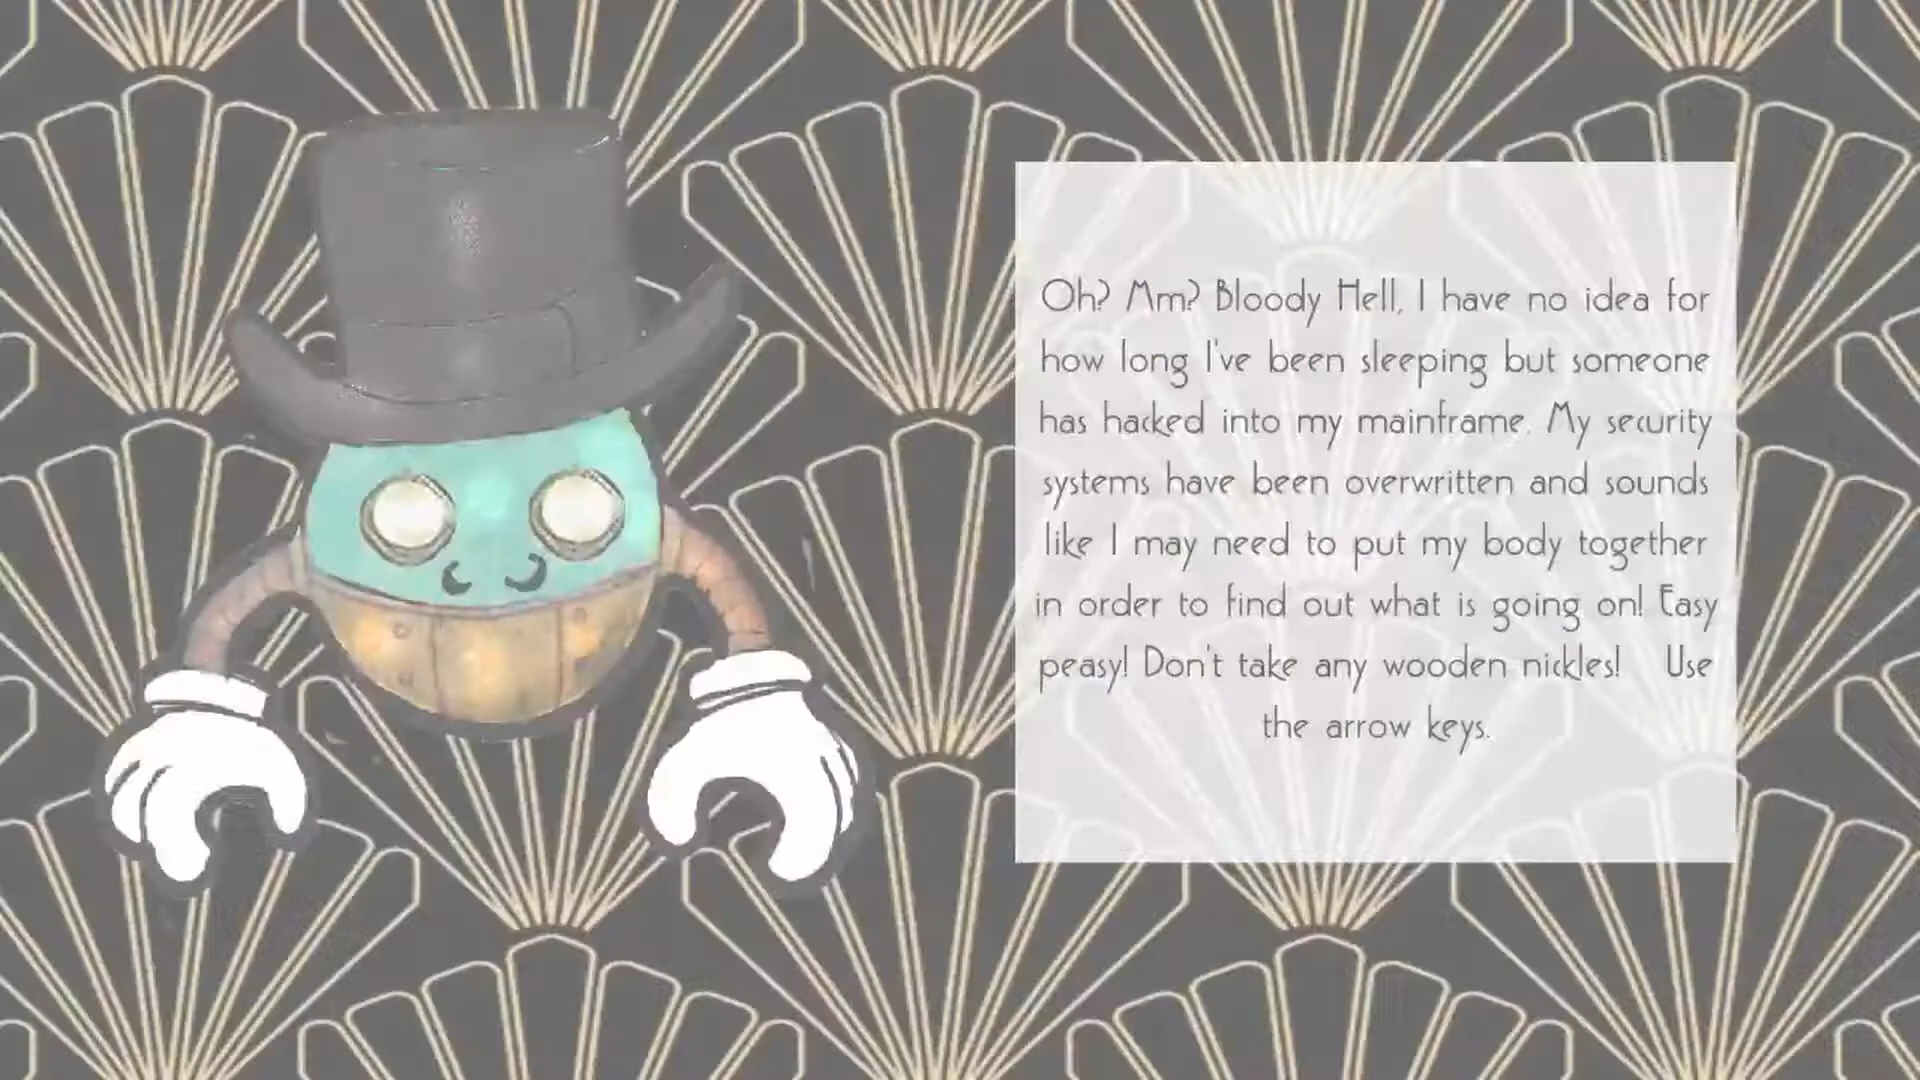 Oh? Mm? Bloody Hell, I have no idea for
how long I've been sleeping but someone
has hacked into my mainframe. My security
systems have been overwritten and sounds
like I may need to put my body together
in order to find out what is going on! Easy
peasy! Don't take any wooden nickles! Use
the arrow keys.